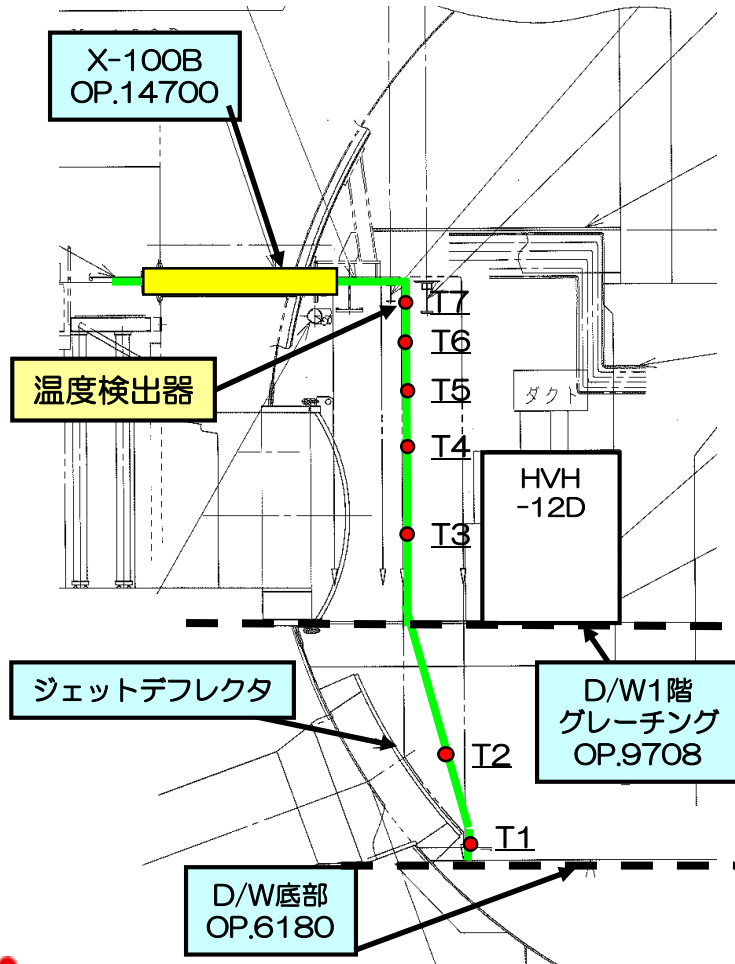 X-100B
OP.14700
T7
T6
温度検出器
T5
ダクト
T4
HVH
-12D
T3
ジェットデフレクタ
D/W1階
グレーチング
OP.9708
T2
T1
D/W底部
OP.6180